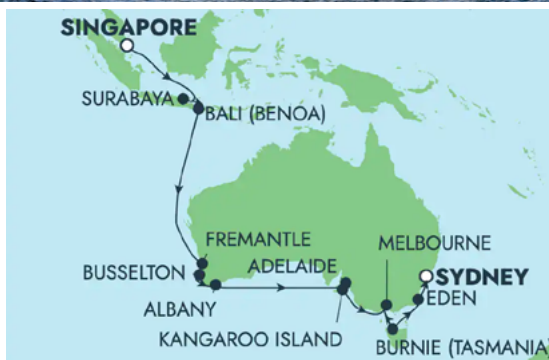 SINGAPORE
SURABAYA
BALI (BENOA)
FREMANTLE
BUSSELTON
ALBANY
ADELAIDE
KANGAROO ISLAND
MELBOURNE
SYDNEY
EDEN
BURNIE (TASMANIA)